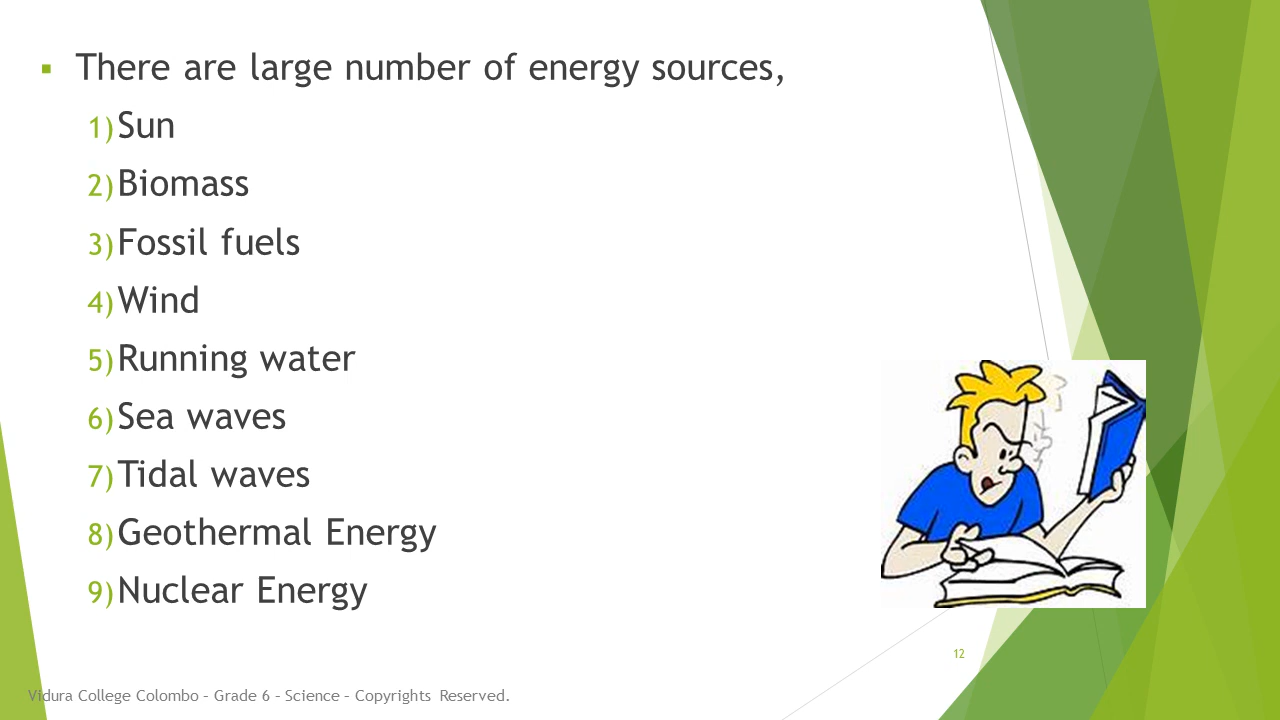 ▪ There are large number of energy sources,
1) Sun
2) Biomass
3) Fossil fuels
4) Wind
5) Running water
6) Sea waves
7) Tidal waves
8) Geothermal Energy
9) Nuclear Energy
12
Vidura College Colombo – Grade 6 – Science – Copyrights Reserved.